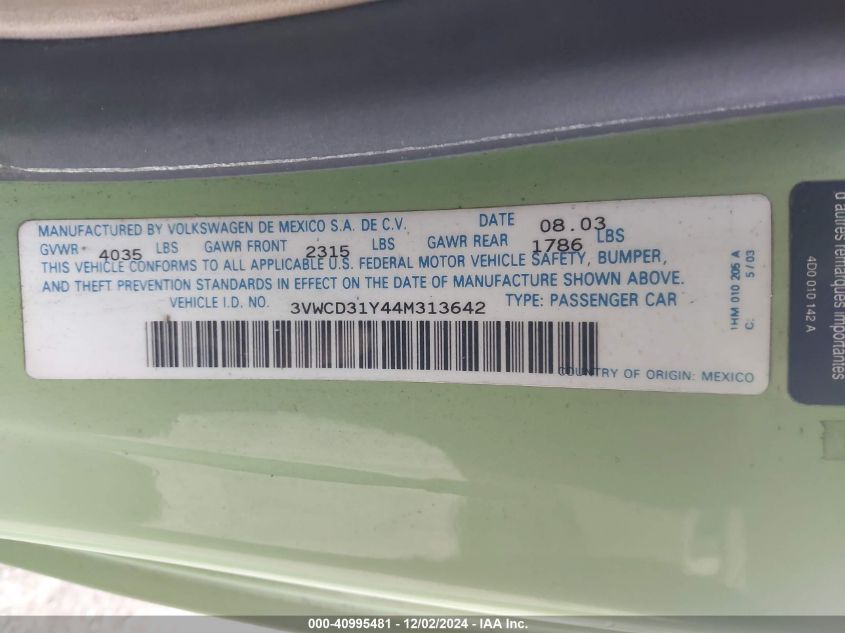 MANUFACTURED BY VOLKSWAGEN DE MEXICO S.A. DE C.V. DATE 08.03
GVWR 4035 LBS GAWR FRONT 2315 LBS GAWR REAR 1786 LBS
THIS VEHICLE CONFORMS TO ALL APPLICABLE U.S. FEDERAL MOTOR VEHICLE SAFETY, BUMPER,
AND THEFT PREVENTION STANDARDS IN EFFECT ON THE DATE OF MANUFACTURE SHOWN ABOVE.
VEHICLE I.D. NO. 3VWCD31Y44M313642 TYPE: PASSENGER CAR
COUNTRY OF ORIGIN: MEXICO
1HM 010 205 A
C: 5/03
d'autres remarques importantes
4D0 010 142 A
000-40995481 - 12/02/2024 - IAA Inc.